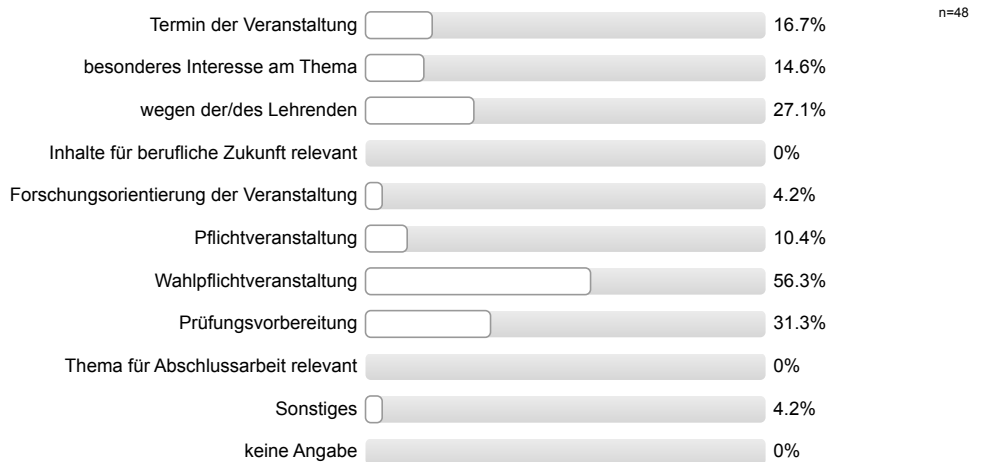 Termin der Veranstaltung 16.7% n=48
besonderes Interesse am Thema 14.6%
wegen der/des Lehrenden 27.1%
Inhalte für berufliche Zukunft relevant 0%
Forschungsorientierung der Veranstaltung 4.2%
Pflichtveranstaltung 10.4%
Wahlpflichtveranstaltung 56.3%
Prüfungsvorbereitung 31.3%
Thema für Abschlussarbeit relevant 0%
Sonstiges 4.2%
keine Angabe 0%